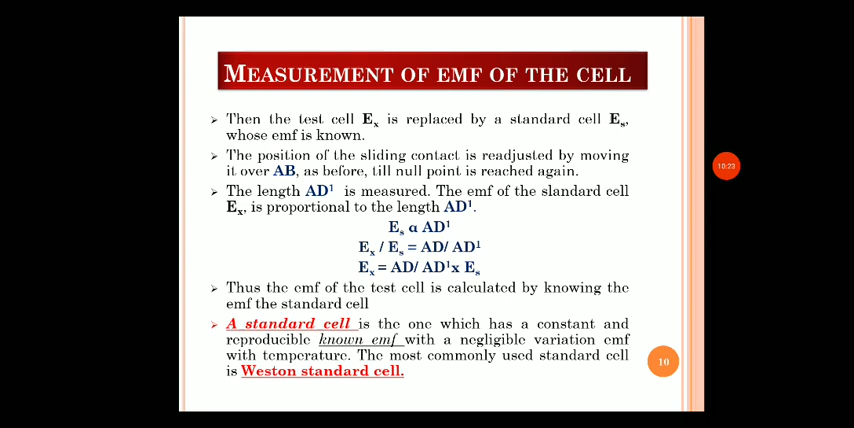 MEASUREMENT OF EMF OF THE CELL
➢ Then the test cell Eₓ is replaced by a standard cell Eₛ,
whose emf is known.
➢ The position of the sliding contact is readjusted by moving
it over AB, as before, till null point is reached again.
➢ The length AD¹ is measured. The emf of the slandard cell
Eₓ, is proportional to the length AD¹.
Eₛ α AD¹
Eₓ / Eₛ = AD/ AD¹
Eₓ = AD/ AD¹x Eₛ
➢ Thus the emf of the test cell is calculated by knowing the
emf the standard cell
➢ A standard cell is the one which has a constant and
reproducible known emf with a negligible variation emf
with temperature. The most commonly used standard cell
is Weston standard cell.
10:23
10